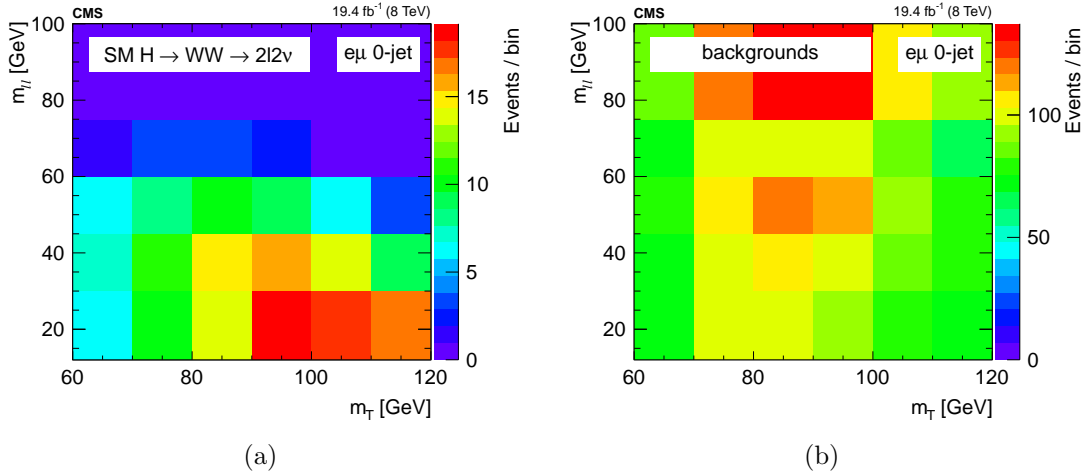 CMS
19.4 fb⁻¹ (8 TeV)
SM H → WW → 2l2ν
eμ 0-jet
m_ll [GeV]
100
80
60
40
20
60
80
100
120
m_T [GeV]
Events / bin
15
10
5
0
(a)
CMS
19.4 fb⁻¹ (8 TeV)
backgrounds
eμ 0-jet
m_ll [GeV]
100
80
60
40
20
60
80
100
120
m_T [GeV]
Events / bin
100
50
0
(b)